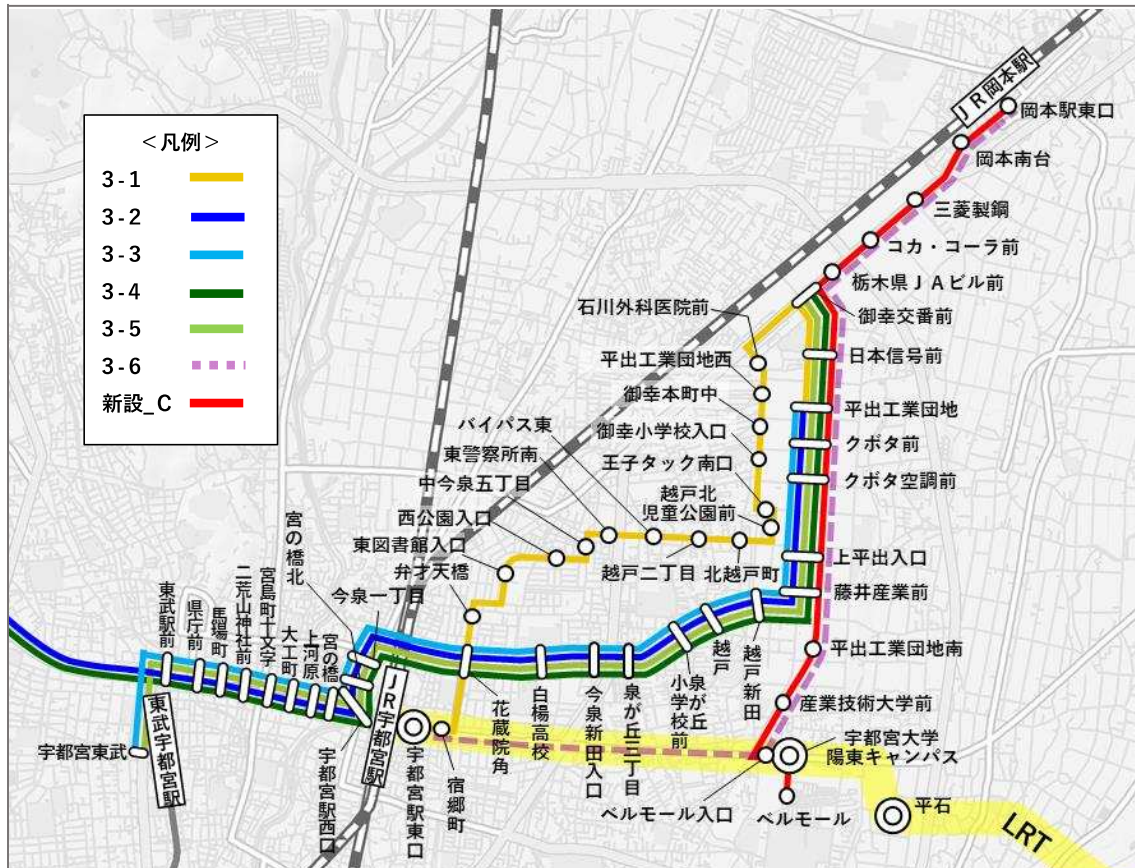 <凡例>
3-1
3-2
3-3
3-4
3-5
3-6
新設_C
JR岡本駅
岡本駅東口
岡本南台
三菱製鋼
コカ・コーラ前
栃木県JAビル前
御幸交番前
日本信号前
平出工業団地
クボタ前
クボタ空調前
上平出入口
藤井産業前
平出工業団地南
産業技術大学前
宇都宮大学
陽東キャンパス
平石
LRT
ベルモール
ベルモール入口
石川外科医院前
平出工業団地西
御幸本町中
御幸小学校入口
王子タック南口
越戸北
児童公園前
北越戸町
越戸二丁目
バイパス東
東警察所南
中今泉五丁目
西公園入口
東図書館入口
弁才天橋
今泉一丁目
宮の橋北
宮の橋
上河原
大工町
宮島町十文字
二荒山神社前
馬場町
県庁前
東武駅前
東武宇都宮駅
宇都宮東武
宇都宮駅西口
JR宇都宮駅
宇都宮駅東口
宿郷町
花蔵院角
白楊高校
今泉新田入口
泉が丘三丁目
泉が丘
小学校前
越戸
越戸新田